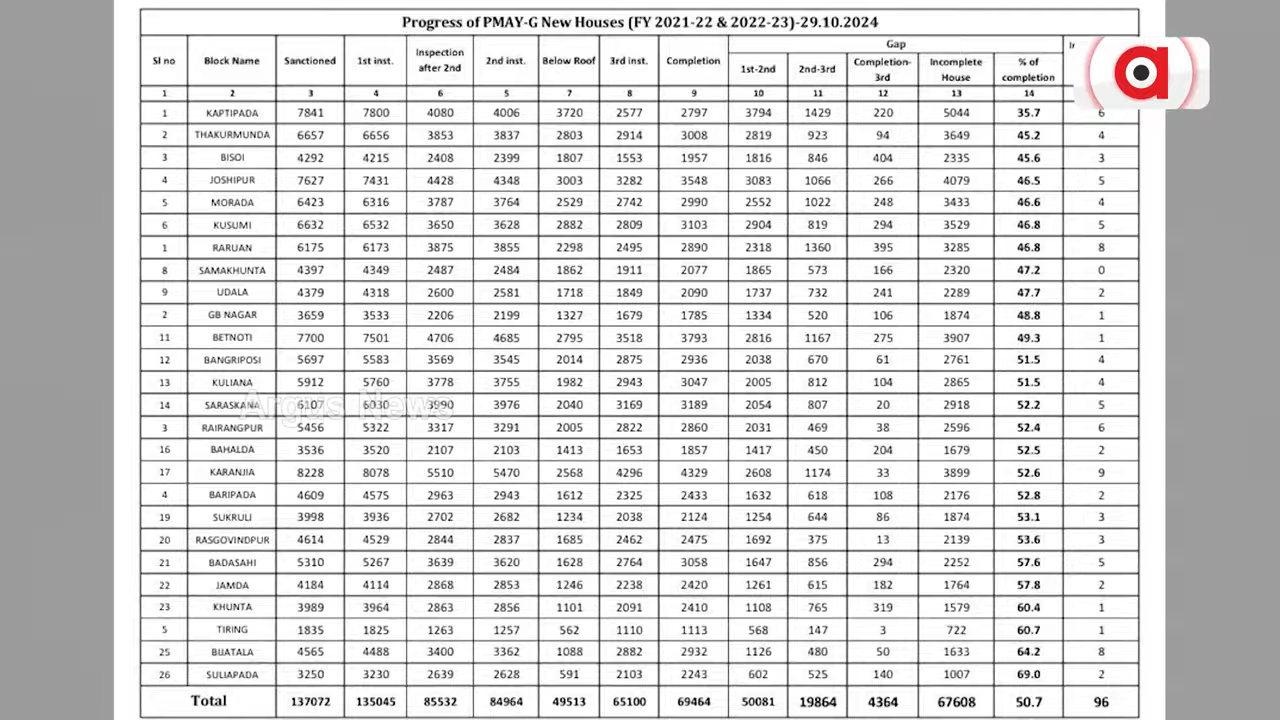 Progress of PMAY-G New Houses (FY 2021-22 & 2022-23)-29.10.2024
Sl no Block Name Sanctioned 1st inst. Inspection after 2nd 2nd inst. Below Roof 3rd inst. Completion Gap
1st-2nd 2nd-3rd Completion-3rd Incomplete House % of completion
1 2 3 4 6 5 7 8 9 10 11 12 13 14
1 KAPTIPADA 7841 7800 4080 4006 3720 2577 2797 3794 1429 220 5044 35.7 6
2 THAKURMUNDA 6657 6656 3853 3837 2803 2914 3008 2819 923 94 3649 45.2 4
3 BISOI 4292 4215 2408 2399 1807 1553 1957 1816 846 404 2335 45.6 3
4 JOSHIPUR 7627 7431 4428 4348 3003 3282 3548 3083 1066 266 4079 46.5 5
5 MORADA 6423 6316 3787 3764 2529 2742 2990 2552 1022 248 3433 46.6 4
6 KUSUMI 6632 6532 3650 3628 2882 2809 3103 2904 819 294 3529 46.8 5
1 RARUAN 6175 6173 3875 3855 2298 2495 2890 2318 1360 395 3285 46.8 8
8 SAMAKHUNTA 4397 4349 2487 2484 1862 1911 2077 1865 573 166 2320 47.2 0
9 UDALA 4379 4318 2600 2581 1718 1849 2090 1737 732 241 2289 47.7 2
2 GB NAGAR 3659 3533 2206 2199 1327 1679 1785 1334 520 106 1874 48.8 1
11 BETNOTI 7700 7501 4706 4685 2795 3518 3793 2816 1167 275 3907 49.3 1
12 BANGRIPOSI 5697 5583 3569 3545 2014 2875 2936 2038 670 61 2761 51.5 4
13 KULIANA 5912 5760 3778 3755 1982 2943 3047 2005 812 104 2865 51.5 4
14 SARASKANA 6107 6030 3990 3976 2040 3169 3189 2054 807 20 2918 52.2 5
Argus News
3 RAIRANGPUR 5456 5322 3317 3291 2005 2822 2860 2031 469 38 2596 52.4 6
16 BAHALDA 3536 3520 2107 2103 1413 1653 1857 1417 450 204 1679 52.5 2
17 KARANJIA 8228 8078 5510 5470 2568 4296 4329 2608 1174 33 3899 52.6 9
4 BARIPADA 4609 4575 2963 2943 1612 2325 2433 1632 618 108 2176 52.8 2
19 SUKRULI 3998 3936 2702 2682 1234 2038 2124 1254 644 86 1874 53.1 3
20 RASGOVINDPUR 4614 4529 2844 2837 1685 2462 2475 1692 375 13 2139 53.6 3
21 BADASAHI 5310 5267 3639 3620 1628 2764 3058 1647 856 294 2252 57.6 5
22 JAMDA 4184 4114 2868 2853 1246 2238 2420 1261 615 182 1764 57.8 2
23 KHUNTA 3989 3964 2863 2856 1101 2091 2410 1108 765 319 1579 60.4 1
5 TIRING 1835 1825 1263 1257 562 1110 1113 568 147 3 722 60.7 1
25 BIJATALA 4565 4488 3400 3362 1088 2882 2932 1126 480 50 1633 64.2 8
26 SULIAPADA 3250 3230 2639 2628 591 2103 2243 602 525 140 1007 69.0 2
Total 137072 135045 85532 84964 49513 65100 69464 50081 19864 4364 67608 50.7 96